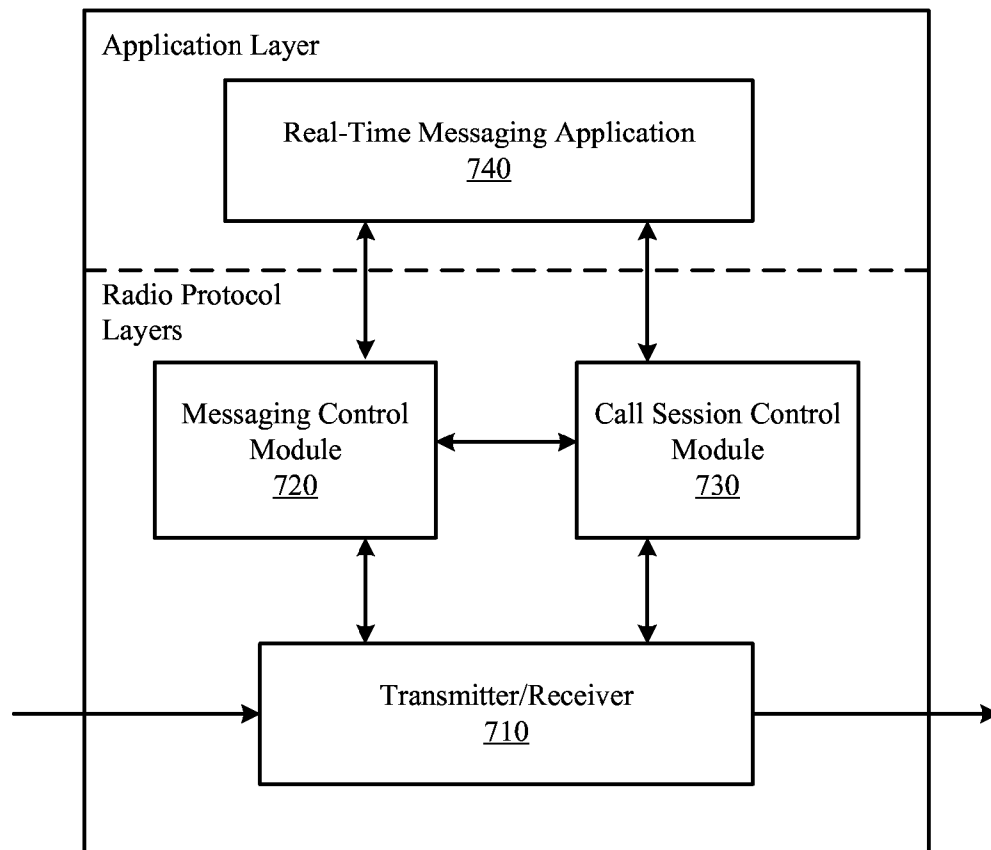 Application Layer
Real-Time Messaging Application
740
Radio Protocol
Layers
Messaging Control
Module
720
Call Session Control
Module
730
Transmitter/Receiver
710